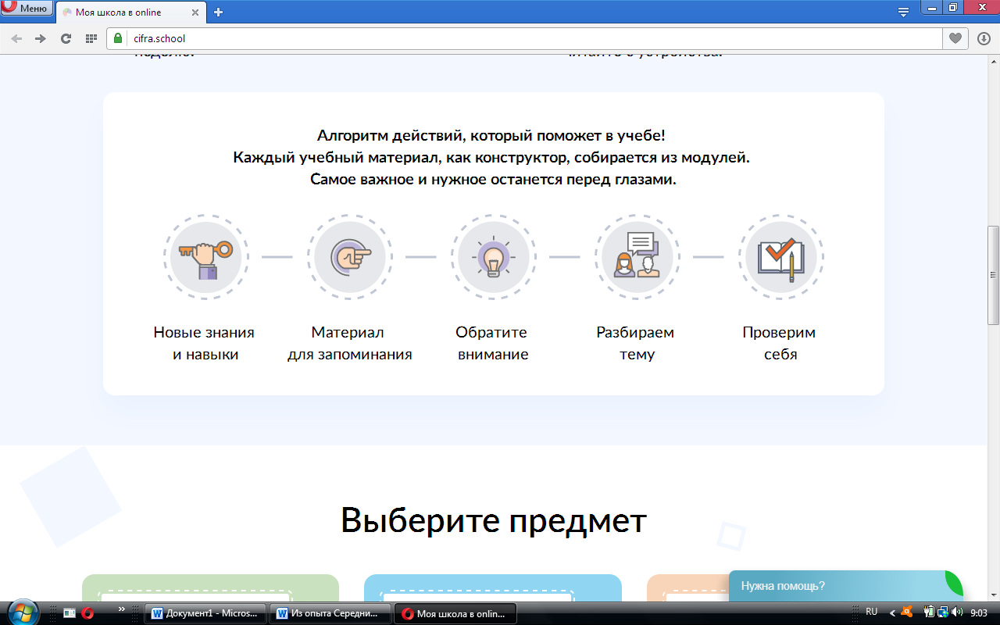 Меню
Моя школа в online
cifra.school
Алгоритм действий, который поможет в учебе!
Каждый учебный материал, как конструктор, собирается из модулей.
Самое важное и нужное останется перед глазами.
Новые знания
и навыки
Материал
для запоминания
Обратите
внимание
Разбираем
тему
Проверим
себя
Выберите предмет
Нужна помощь?
Документ1 - Micros...
Из опыта Середни...
Моя школа в onlin...
RU
9:03